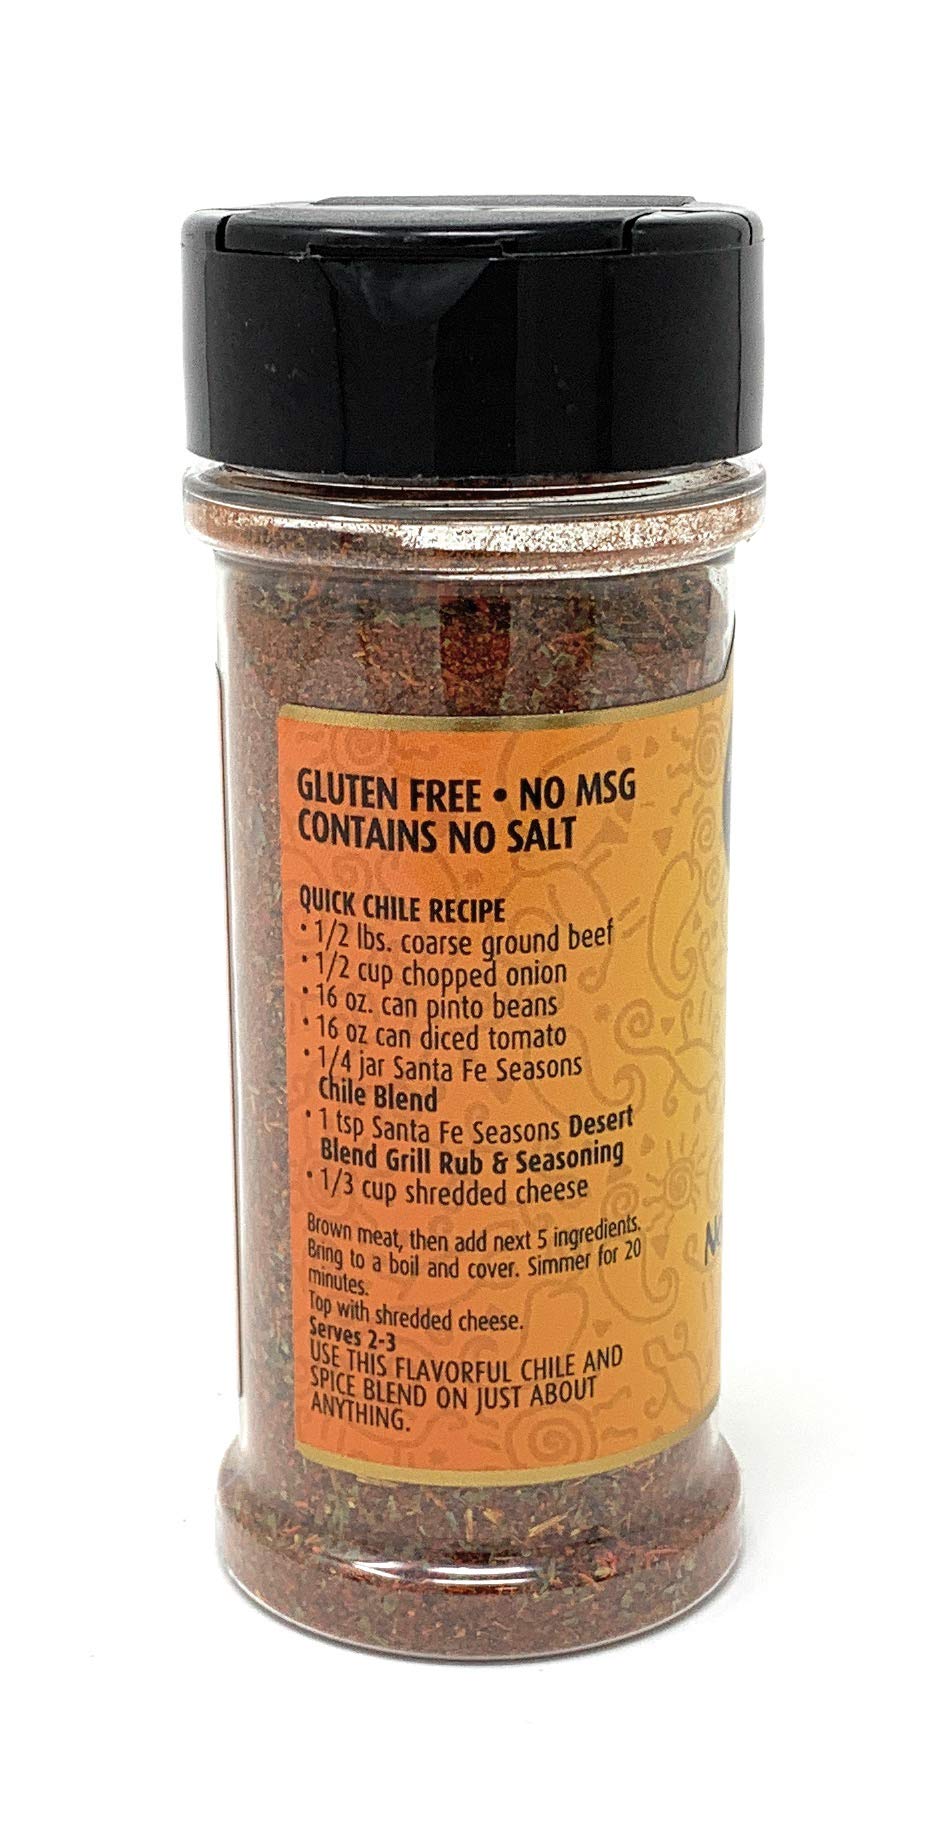 GLUTEN FREE • NO MSG
CONTAINS NO SALT
QUICK CHILE RECIPE
• 1/2 lbs. coarse ground beef
• 1/2 cup chopped onion
• 16 oz. can pinto beans
• 16 oz can diced tomato
• 1/4 jar Santa Fe Seasons
Chile Blend
• 1 tsp Santa Fe Seasons Desert
Blend Grill Rub & Seasoning
• 1/3 cup shredded cheese
Brown meat, then add next 5 ingredients.
Bring to a boil and cover. Simmer for 20
minutes.
Top with shredded cheese.
Serves 2-3
USE THIS FLAVORFUL CHILE AND
SPICE BLEND ON JUST ABOUT
ANYTHING.